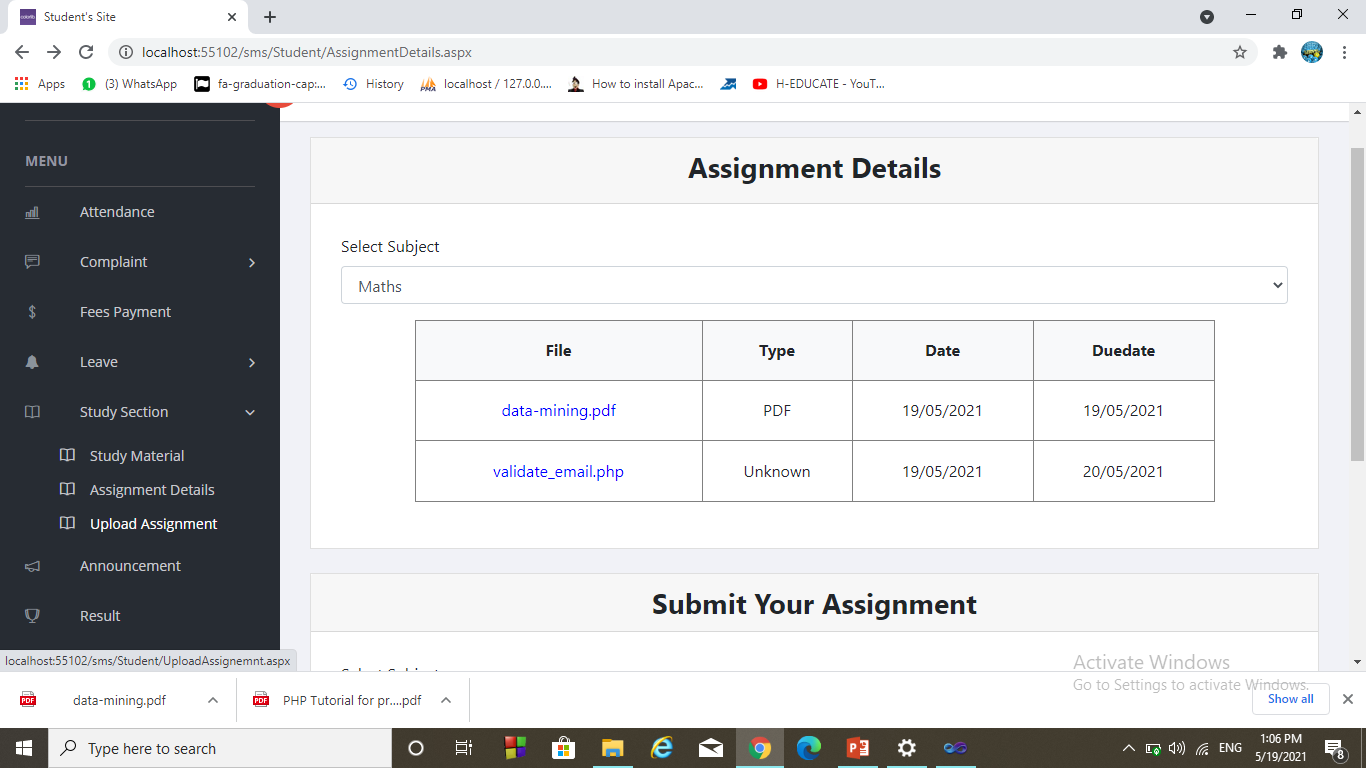 Student's Site
localhost:55102/sms/Student/AssignmentDetails.aspx
Apps
1
(3) WhatsApp
fa-graduation-cap:...
History
PMA
localhost / 127.0.0....
How to install Apac...
H-EDUCATE - YouT...
MENU
Attendance
Complaint
Fees Payment
Leave
Study Section
Study Material
Assignment Details
Upload Assignment
Announcement
Result
Assignment Details
Select Subject
Maths
File Type Date Duedate
data-mining.pdf PDF 19/05/2021 19/05/2021
validate_email.php Unknown 19/05/2021 20/05/2021
Submit Your Assignment
localhost:55102/sms/Student/UploadAssignemnt.aspx
Activate Windows
Go to Settings to activate Windows.
PDF
data-mining.pdf
PDF
PHP Tutorial for pr....pdf
Show all
Type here to search
ENG
1:06 PM
5/19/2021
8